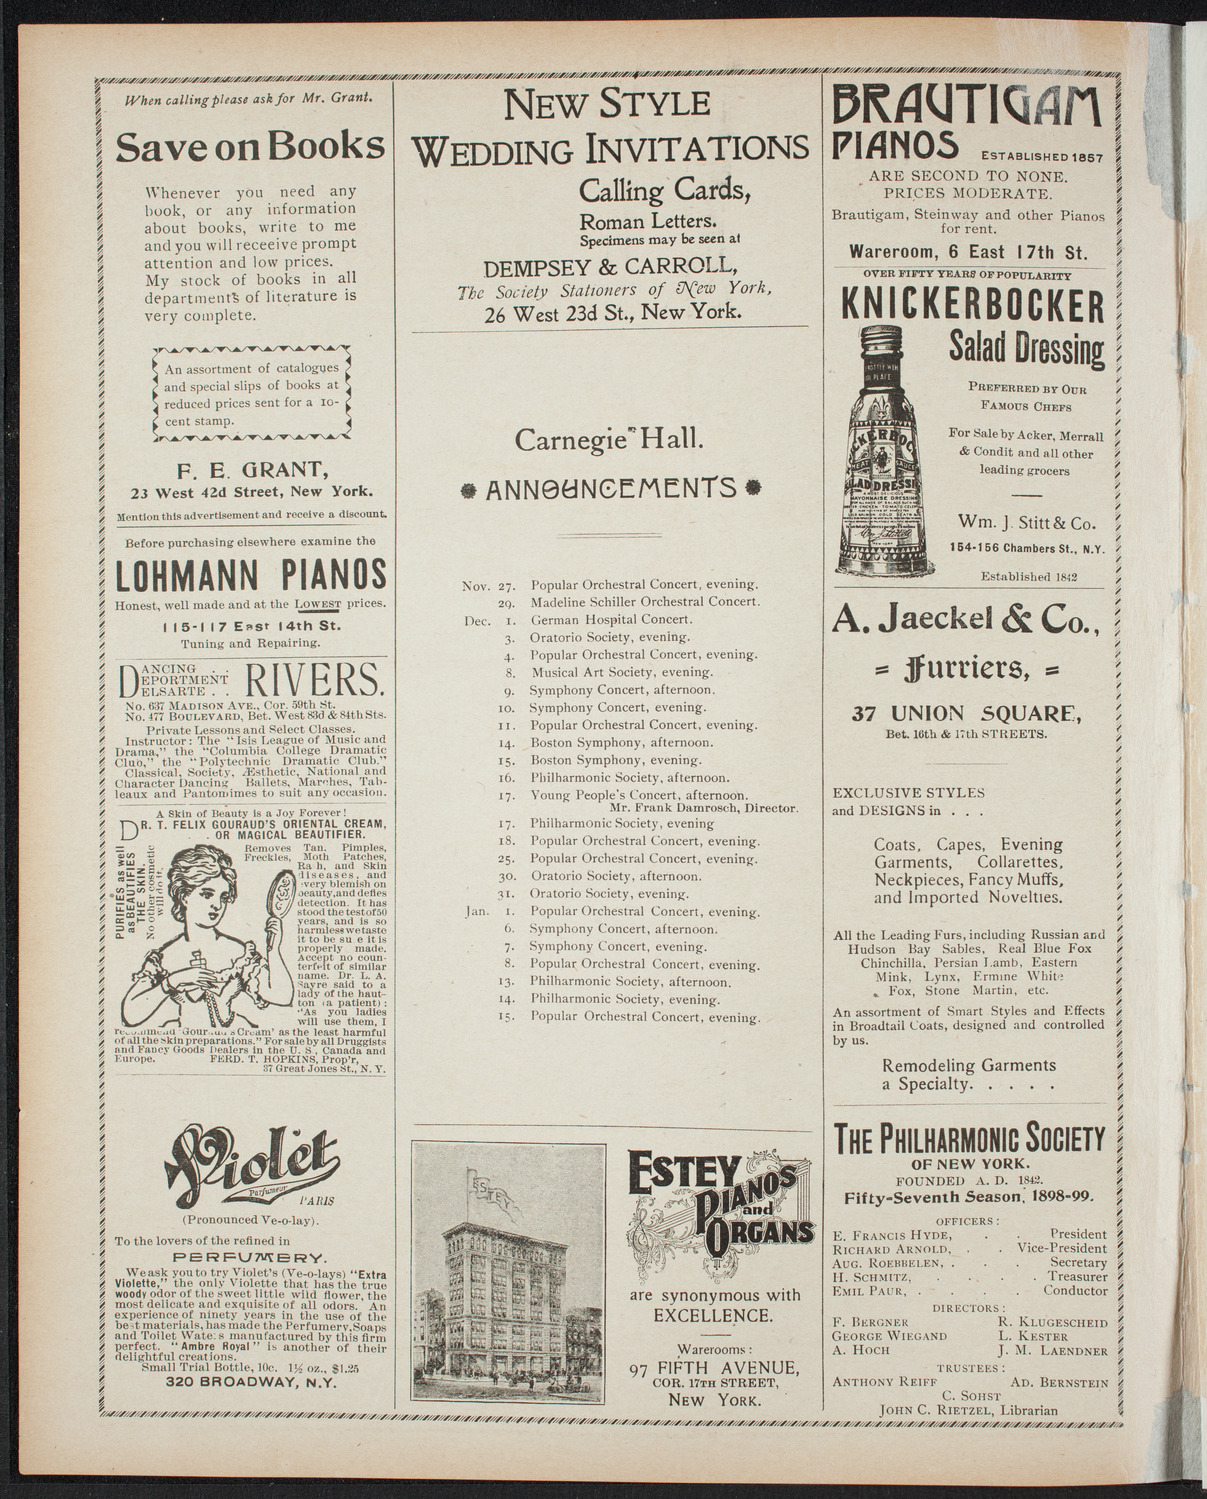 When calling please ask for Mr. Grant.
Save on Books
Whenever you need any
book, or any information
about books, write to me
and you will receeive prompt
attention and low prices.
My stock of books in all
departments of literature is
very complete.
An assortment of catalogues
and special slips of books at
reduced prices sent for a 10-
cent stamp.
F. E. GRANT,
23 West 42d Street, New York.
Mention this advertisement and receive a discount.
Before purchasing elsewhere examine the
LOHMANN PIANOS
Honest, well made and at the LOWEST prices.
115-117 East 14th St.
Tuning and Repairing.
DANCING . .
DEPORTMENT
DELSARTE . .
RIVERS.
No. 637 MADISON AVE., Cor. 59th St.
No. 477 BOULEVARD, Bet. West 83d & 84th Sts.
Private Lessons and Select Classes.
Instructor: The "Isis League of Music and
Drama," the "Columbia College Dramatic
Club," the "Polytechnic Dramatic Club."
Classical, Society, Æsthetic, National and
Character Dancing Ballets, Marches, Tab-
leaux and Pantomimes to suit any occasion.
A Skin of Beauty is a Joy Forever!
DR. T. FELIX GOURAUD'S ORIENTAL CREAM,
. . OR MAGICAL BEAUTIFIER.
PURIFIES as well
as BEAUTIFIES
THE SKIN.
No other cosmetic
will do it.
Removes Tan, Pimples,
Freckles, Moth Patches,
Ra h, and Skin
diseases, and
very blemish on
beauty, and defies
detection. It has
stood the test of 50
years, and is so
harmless we taste
it to be su e it is
properly made.
Accept no coun-
terfeit of similar
name. Dr. L. A.
Sayre said to a
lady of the haut-
ton (a patient):
"As you ladies
will use them, I
recommend 'Gouraud's Cream' as the least harmful
of all the skin preparations." For sale by all Druggists
and Fancy Goods Dealers in the U. S., Canada and
Europe. FERD. T. HOPKINS, Prop'r,
37 Great Jones St., N. Y.
Violet
Parfumeur
PARIS
(Pronounced Ve-o-lay).
To the lovers of the refined in
PERFUMERY.
We ask you to try Violet's (Ve-o-lays) "Extra
Violette," the only Violette that has the true
woody odor of the sweet little wild flower, the
most delicate and exquisite of all odors. An
experience of ninety years in the use of the
best materials, has made the Perfumery, Soaps
and Toilet Waters manufactured by this firm
perfect. "Ambre Royal" is another of their
delightful creations.
Small Trial Bottle, 10c. 1½ oz., $1.25
320 BROADWAY, N.Y.
NEW STYLE
WEDDING INVITATIONS
Calling Cards,
Roman Letters.
Specimens may be seen at
DEMPSEY & CARROLL,
The Society Stationers of New York,
26 West 23d St., New York.
Carnegie Hall.
ANNOUNCEMENTS
Nov. 27. Popular Orchestral Concert, evening.
29. Madeline Schiller Orchestral Concert.
Dec. 1. German Hospital Concert.
3. Oratorio Society, evening.
4. Popular Orchestral Concert, evening.
8. Musical Art Society, evening.
9. Symphony Concert, afternoon.
10. Symphony Concert, evening.
11. Popular Orchestral Concert, evening.
14. Boston Symphony, afternoon.
15. Boston Symphony, evening.
16. Philharmonic Society, afternoon.
17. Young People's Concert, afternoon.
Mr. Frank Damrosch, Director.
17. Philharmonic Society, evening
18. Popular Orchestral Concert, evening.
25. Popular Orchestral Concert, evening.
30. Oratorio Society, afternoon.
31. Oratorio Society, evening.
Jan. 1. Popular Orchestral Concert, evening.
6. Symphony Concert, afternoon.
7. Symphony Concert, evening.
8. Popular Orchestral Concert, evening.
13. Philharmonic Society, afternoon.
14. Philharmonic Society, evening.
15. Popular Orchestral Concert, evening.
ESTEY
ESTEY
PIANOS
and
ORGANS
are synonymous with
EXCELLENCE.
Warerooms:
97 FIFTH AVENUE,
COR. 17TH STREET,
NEW YORK.
BRAUTIGAM
PIANOS ESTABLISHED 1857
ARE SECOND TO NONE.
PRICES MODERATE.
Brautigam, Steinway and other Pianos
for rent.
Wareroom, 6 East 17th St.
OVER FIFTY YEARS OF POPULARITY
KNICKERBOCKER
Salad Dressing
PREFERRED BY OUR
FAMOUS CHEFS
For Sale by Acker, Merrall
& Condit and all other
leading grocers
Wm. J. Stitt & Co.
154-156 Chambers St., N.Y.
Established 1842
A. Jaeckel & Co.,
= Furriers, =
37 UNION SQUARE,
Bet. 16th & 17th STREETS.
EXCLUSIVE STYLES
and DESIGNS in . . .
Coats, Capes, Evening
Garments, Collarettes,
Neckpieces, Fancy Muffs,
and Imported Novelties.
All the Leading Furs, including Russian and
Hudson Bay Sables, Real Blue Fox
Chinchilla, Persian Lamb, Eastern
Mink, Lynx, Ermine White
Fox, Stone Martin, etc.
An assortment of Smart Styles and Effects
in Broadtail Coats, designed and controlled
by us.
Remodeling Garments
a Specialty. . . . .
THE PHILHARMONIC SOCIETY
OF NEW YORK.
FOUNDED A. D. 1842.
Fifty-Seventh Season, 1898-99.
OFFICERS:
E. FRANCIS HYDE, . . President
RICHARD ARNOLD, . . Vice-President
AUG. ROEBBELEN, . . . Secretary
H. SCHMITZ, . . . . Treasurer
EMIL PAUR, . . . . Conductor
DIRECTORS:
F. BERGNER R. KLUGESCHEID
GEORGE WIEGAND L. KESTER
A. HOCH J. M. LAENDNER
TRUSTEES:
ANTHONY REIFF AD. BERNSTEIN
C. SOHST
JOHN C. RIETZEL, Librarian